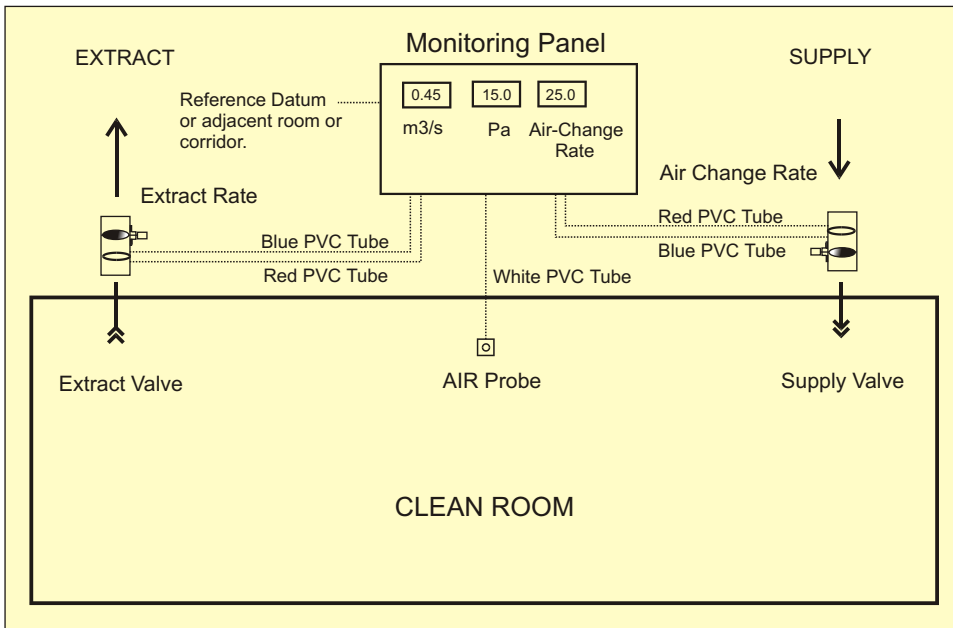 Monitoring Panel
EXTRACT
SUPPLY
Reference Datum
or adjacent room or
corridor.
0.45
15.0
25.0
m3/s
Pa
Air-Change
Rate
Extract Rate
Air Change Rate
Blue PVC Tube
Red PVC Tube
White PVC Tube
Red PVC Tube
Blue PVC Tube
Extract Valve
AIR Probe
Supply Valve
CLEAN ROOM